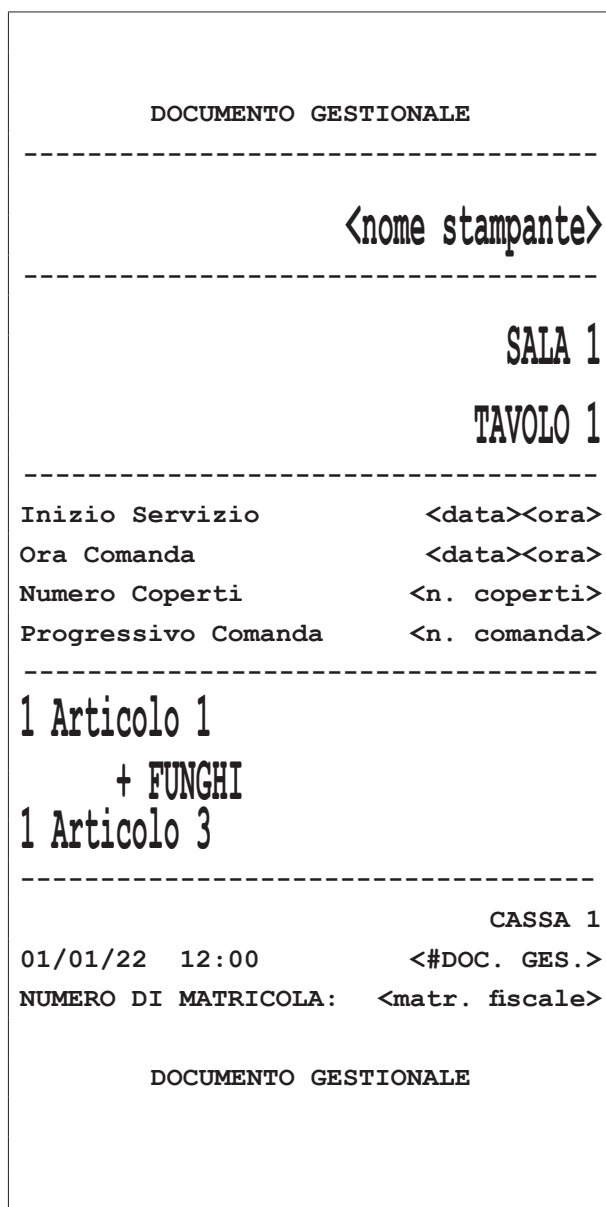 DOCUMENTO GESTIONALE
------------------------------------
<nome stampante>
------------------------------------
SALA 1
TAVOLO 1
------------------------------------
Inizio Servizio <data><ora>
Ora Comanda <data><ora>
Numero Coperti <n. coperti>
Progressivo Comanda <n. comanda>
------------------------------------
1 Articolo 1
+ FUNGHI
1 Articolo 3
------------------------------------
CASSA 1
01/01/22 12:00 <#DOC. GES.>
NUMERO DI MATRICOLA: <matr. fiscale>
DOCUMENTO GESTIONALE